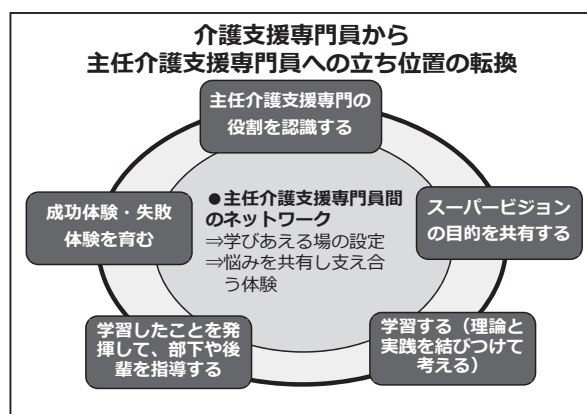 介護支援専門員から
主任介護支援専門員への立ち位置の転換
主任介護支援専門の
役割を認識する
スーパービジョン
の目的を共有する
学習する（理論と
実践を結びつけて
考える）
学習したことを発
揮して、部下や後
輩を指導する
成功体験・失敗
体験を育む
●主任介護支援専門員間
のネットワーク
⇒学びあえる場の設定
⇒悩みを共有し支え合
う体験